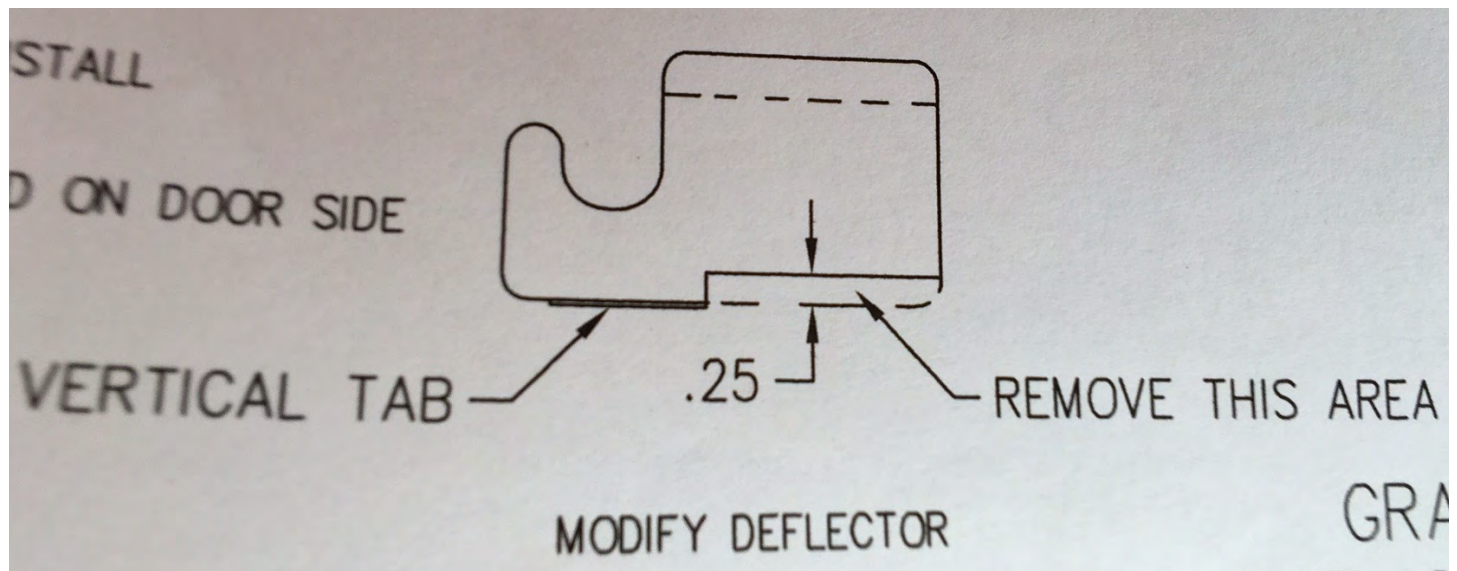 STALL
ON DOOR SIDE
VERTICAL TAB
.25
REMOVE THIS AREA
MODIFY DEFLECTOR
GRA